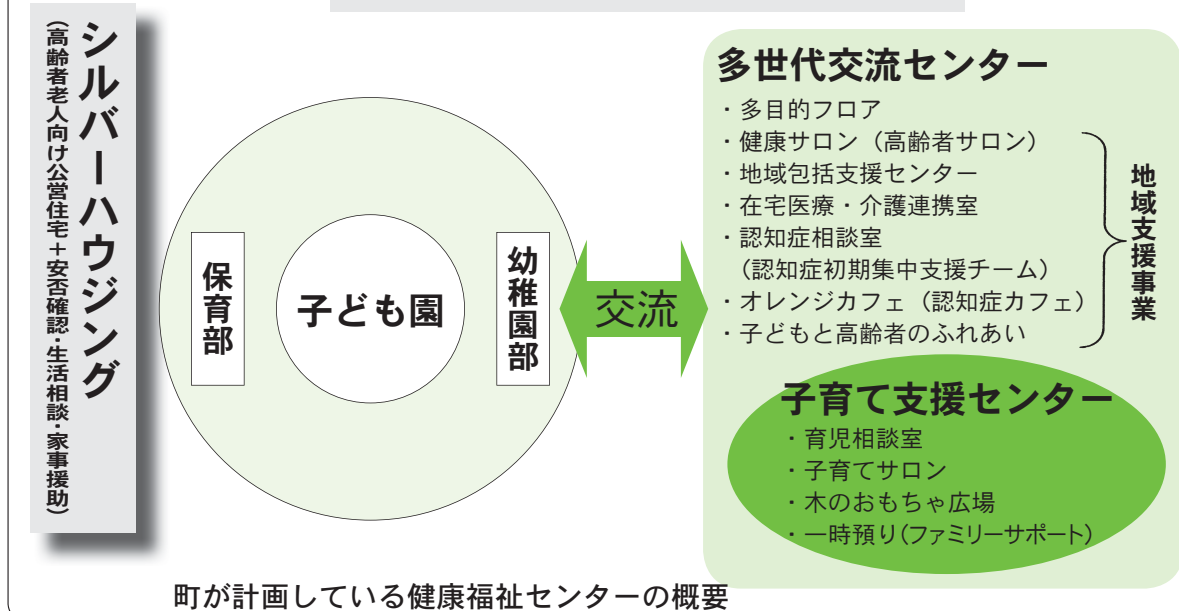 シルバーハウジング
（高齢者老人向け公営住宅＋安否確認・生活相談・家事援助）
保育部
子ども園
幼稚園部
交流
多世代交流センター
・多目的フロア
・健康サロン（高齢者サロン）
・地域包括支援センター
・在宅医療・介護連携室
・認知症相談室
（認知症初期集中支援チーム）
・オレンジカフェ（認知症カフェ）
・子どもと高齢者のふれあい
地域支援事業
子育て支援センター
・育児相談室
・子育てサロン
・木のおもちゃ広場
・一時預り（ファミリーサポート）
町が計画している健康福祉センターの概要